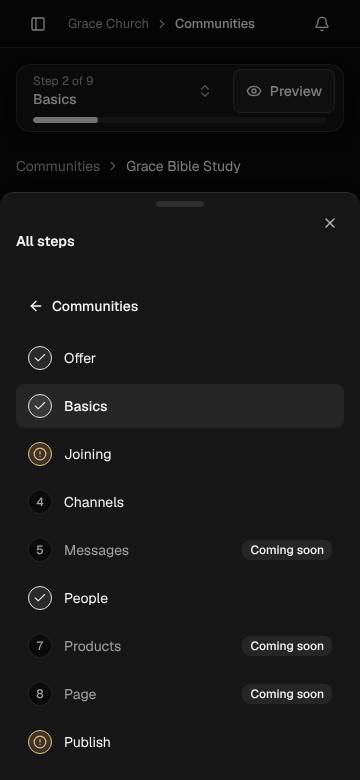 Grace Church > Communities
Step 2 of 9
Basics
Preview
Communities > Grace Bible Study
All steps
Communities
Offer
Basics
Joining
4 Channels
5 Messages Coming soon
People
7 Products Coming soon
8 Page Coming soon
Publish